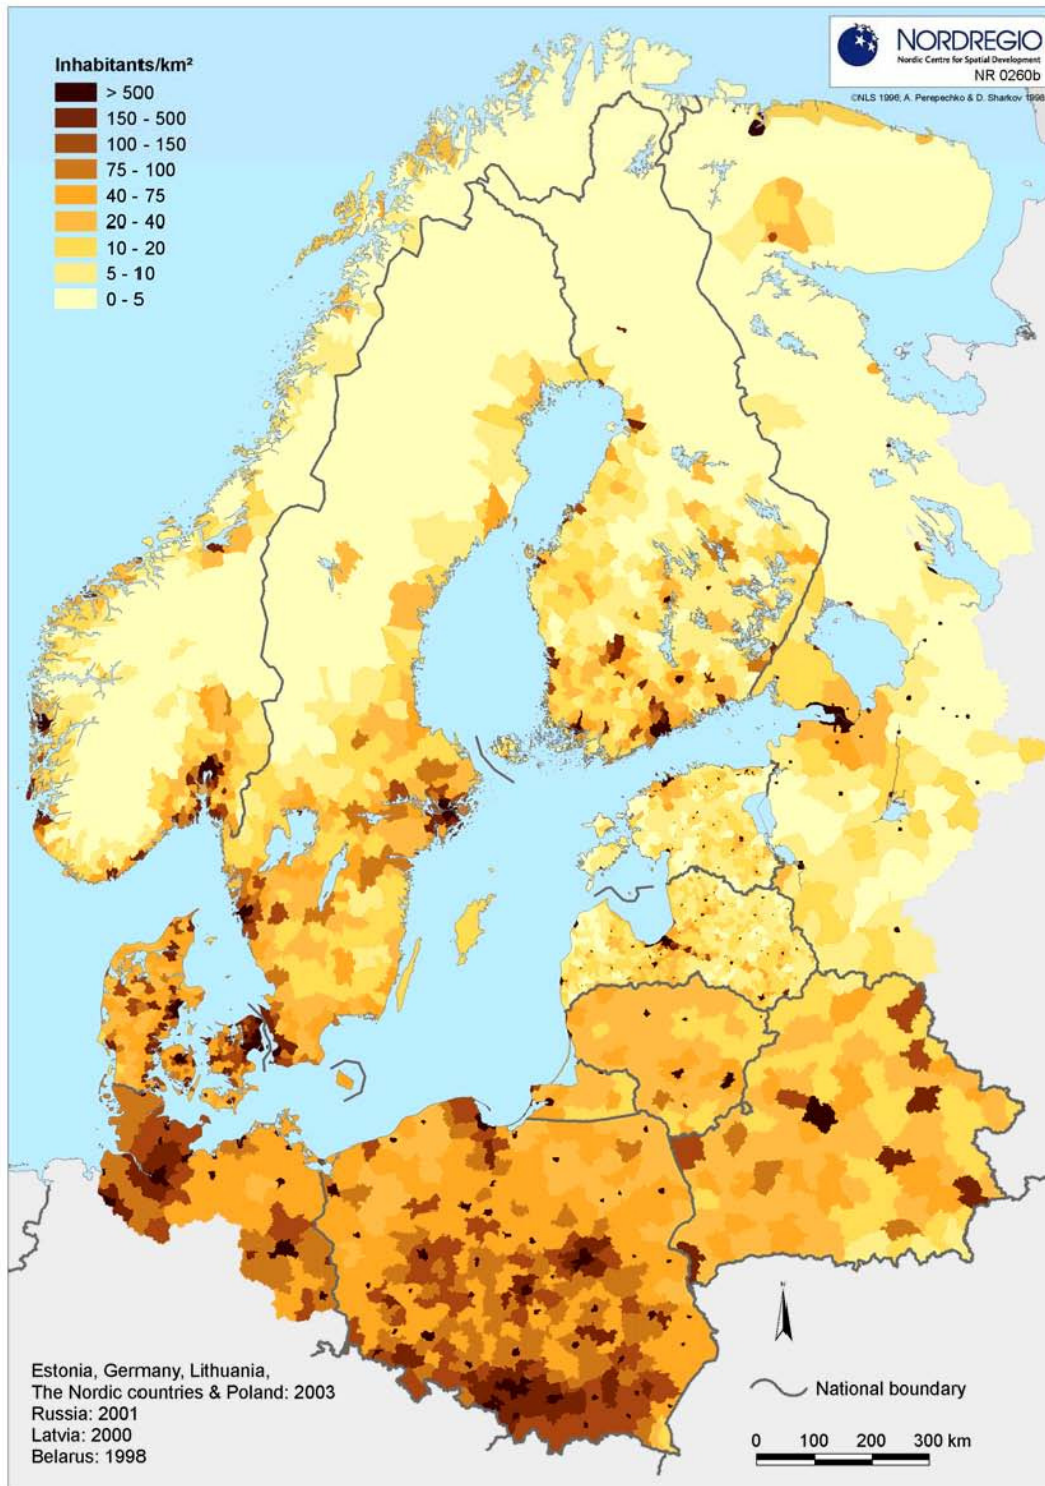 NORDREGIO
Nordic Centre for Spatial Development
NR 0260b
©NLS 1996, A. Perepechko & D. Sharkov 1998
Inhabitants/km²
> 500
150 - 500
100 - 150
75 - 100
40 - 75
20 - 40
10 - 20
5 - 10
0 - 5
N
Estonia, Germany, Lithuania,
The Nordic countries & Poland: 2003
Russia: 2001
Latvia: 2000
Belarus: 1998
National boundary
0 100 200 300 km